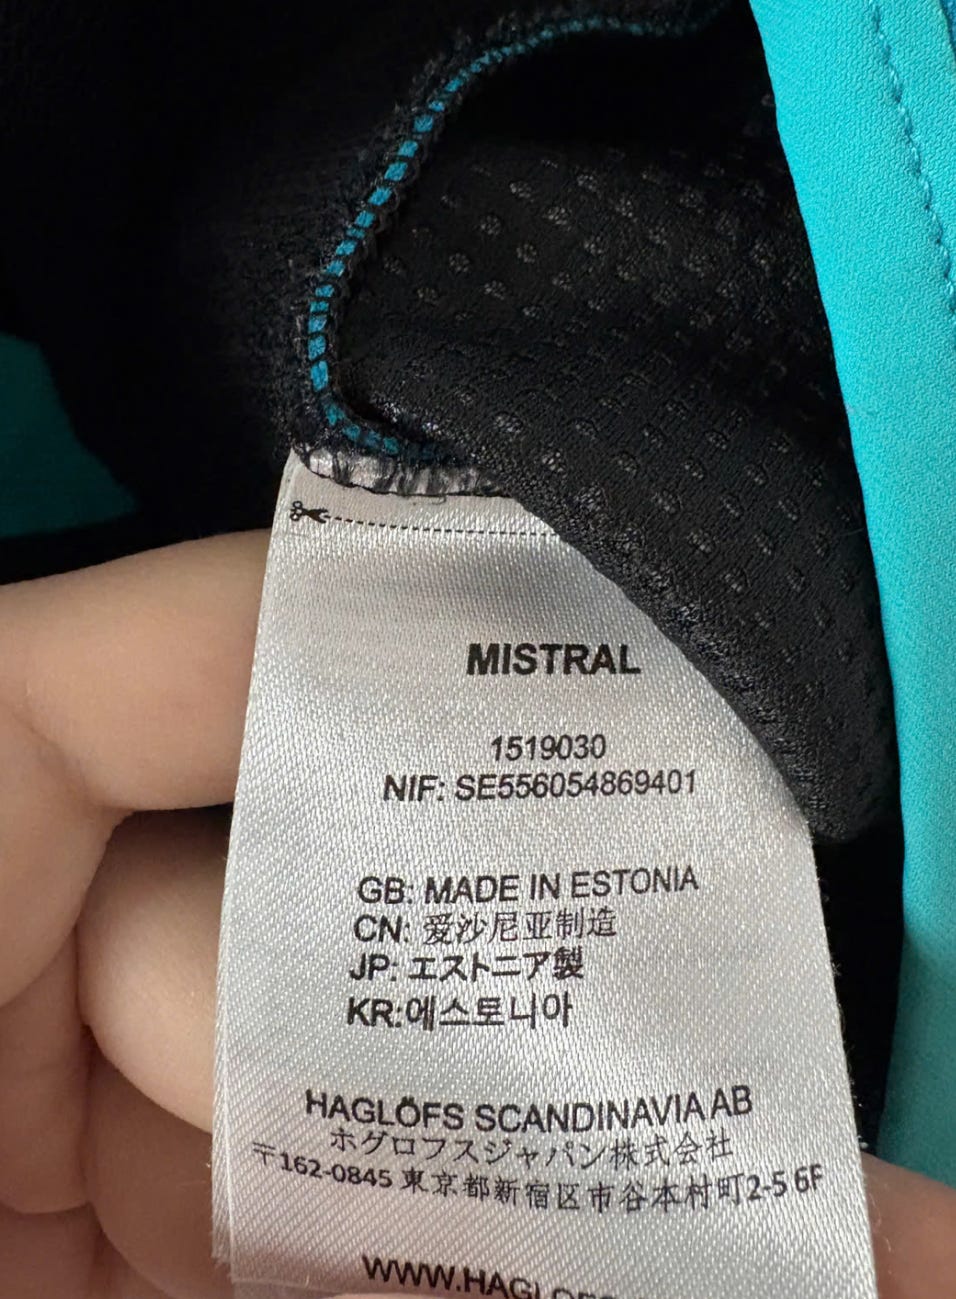 MISTRAL
1519030
NIF: SE556054869401
GB: MADE IN ESTONIA
CN: 爱沙尼亚制造
JP: エストニア製
KR:에스토니아
HAGLÖFS SCANDINAVIA AB
ホグロフスジャパン株式会社
〒162-0845 東京都新宿区市谷本村町2-5 6F